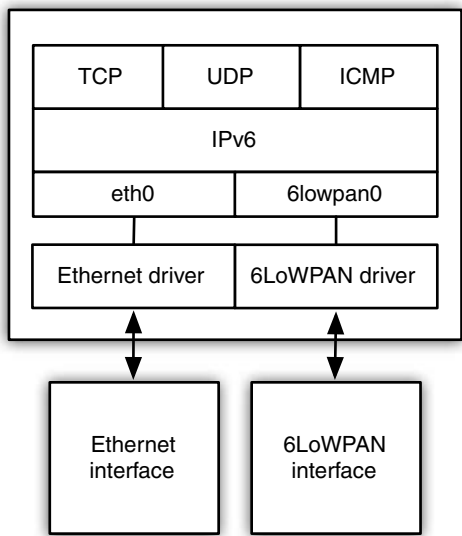 TCP UDP ICMP
IPv6
eth0 6lowpan0
Ethernet driver 6LoWPAN driver
Ethernet
interface
6LoWPAN
interface